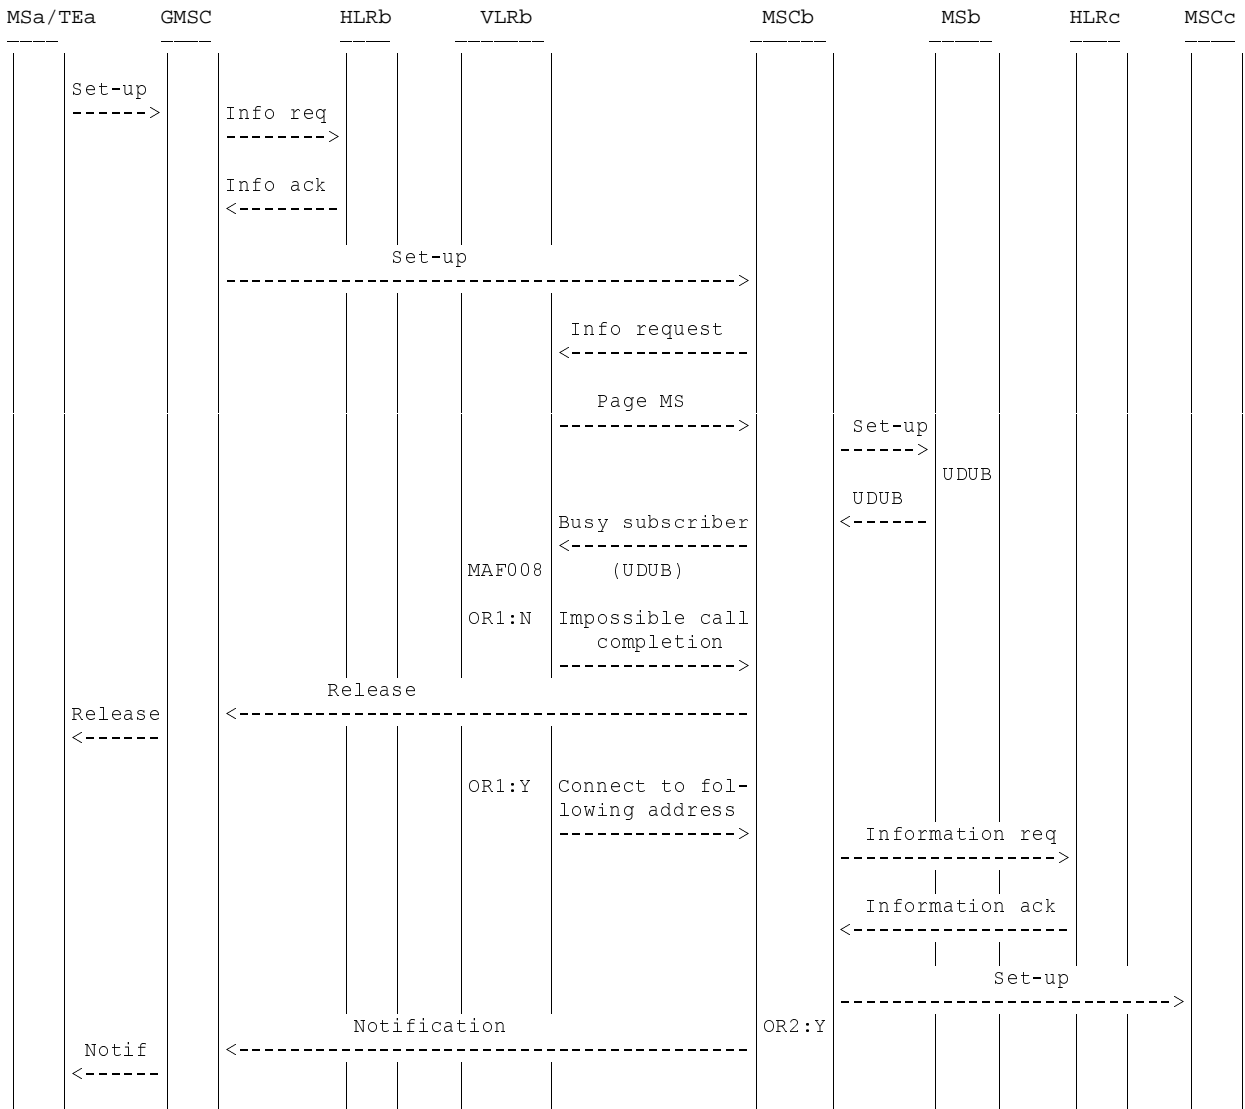 MSa/TEa GMSC HLRb VLRb MSCb MSb HLRc MSCc
Set-up
------>
Info req
-------->
Info ack
<--------
Set-up
---------------------------------------->
Info request
<--------------
Page MS
-------------->
Set-up
------>
UDUB
UDUB
<------
Busy subscriber
<--------------
MAF008 (UDUB)
OR1:N Impossible call
completion
-------------->
Release
Release <----------------------------------------
<------
OR1:Y Connect to fol-
lowing address
-------------->
Information req
----------------->
Information ack
<-----------------
Set-up
-------------------------->
Notification OR2:Y
Notif <----------------------------------------
<------